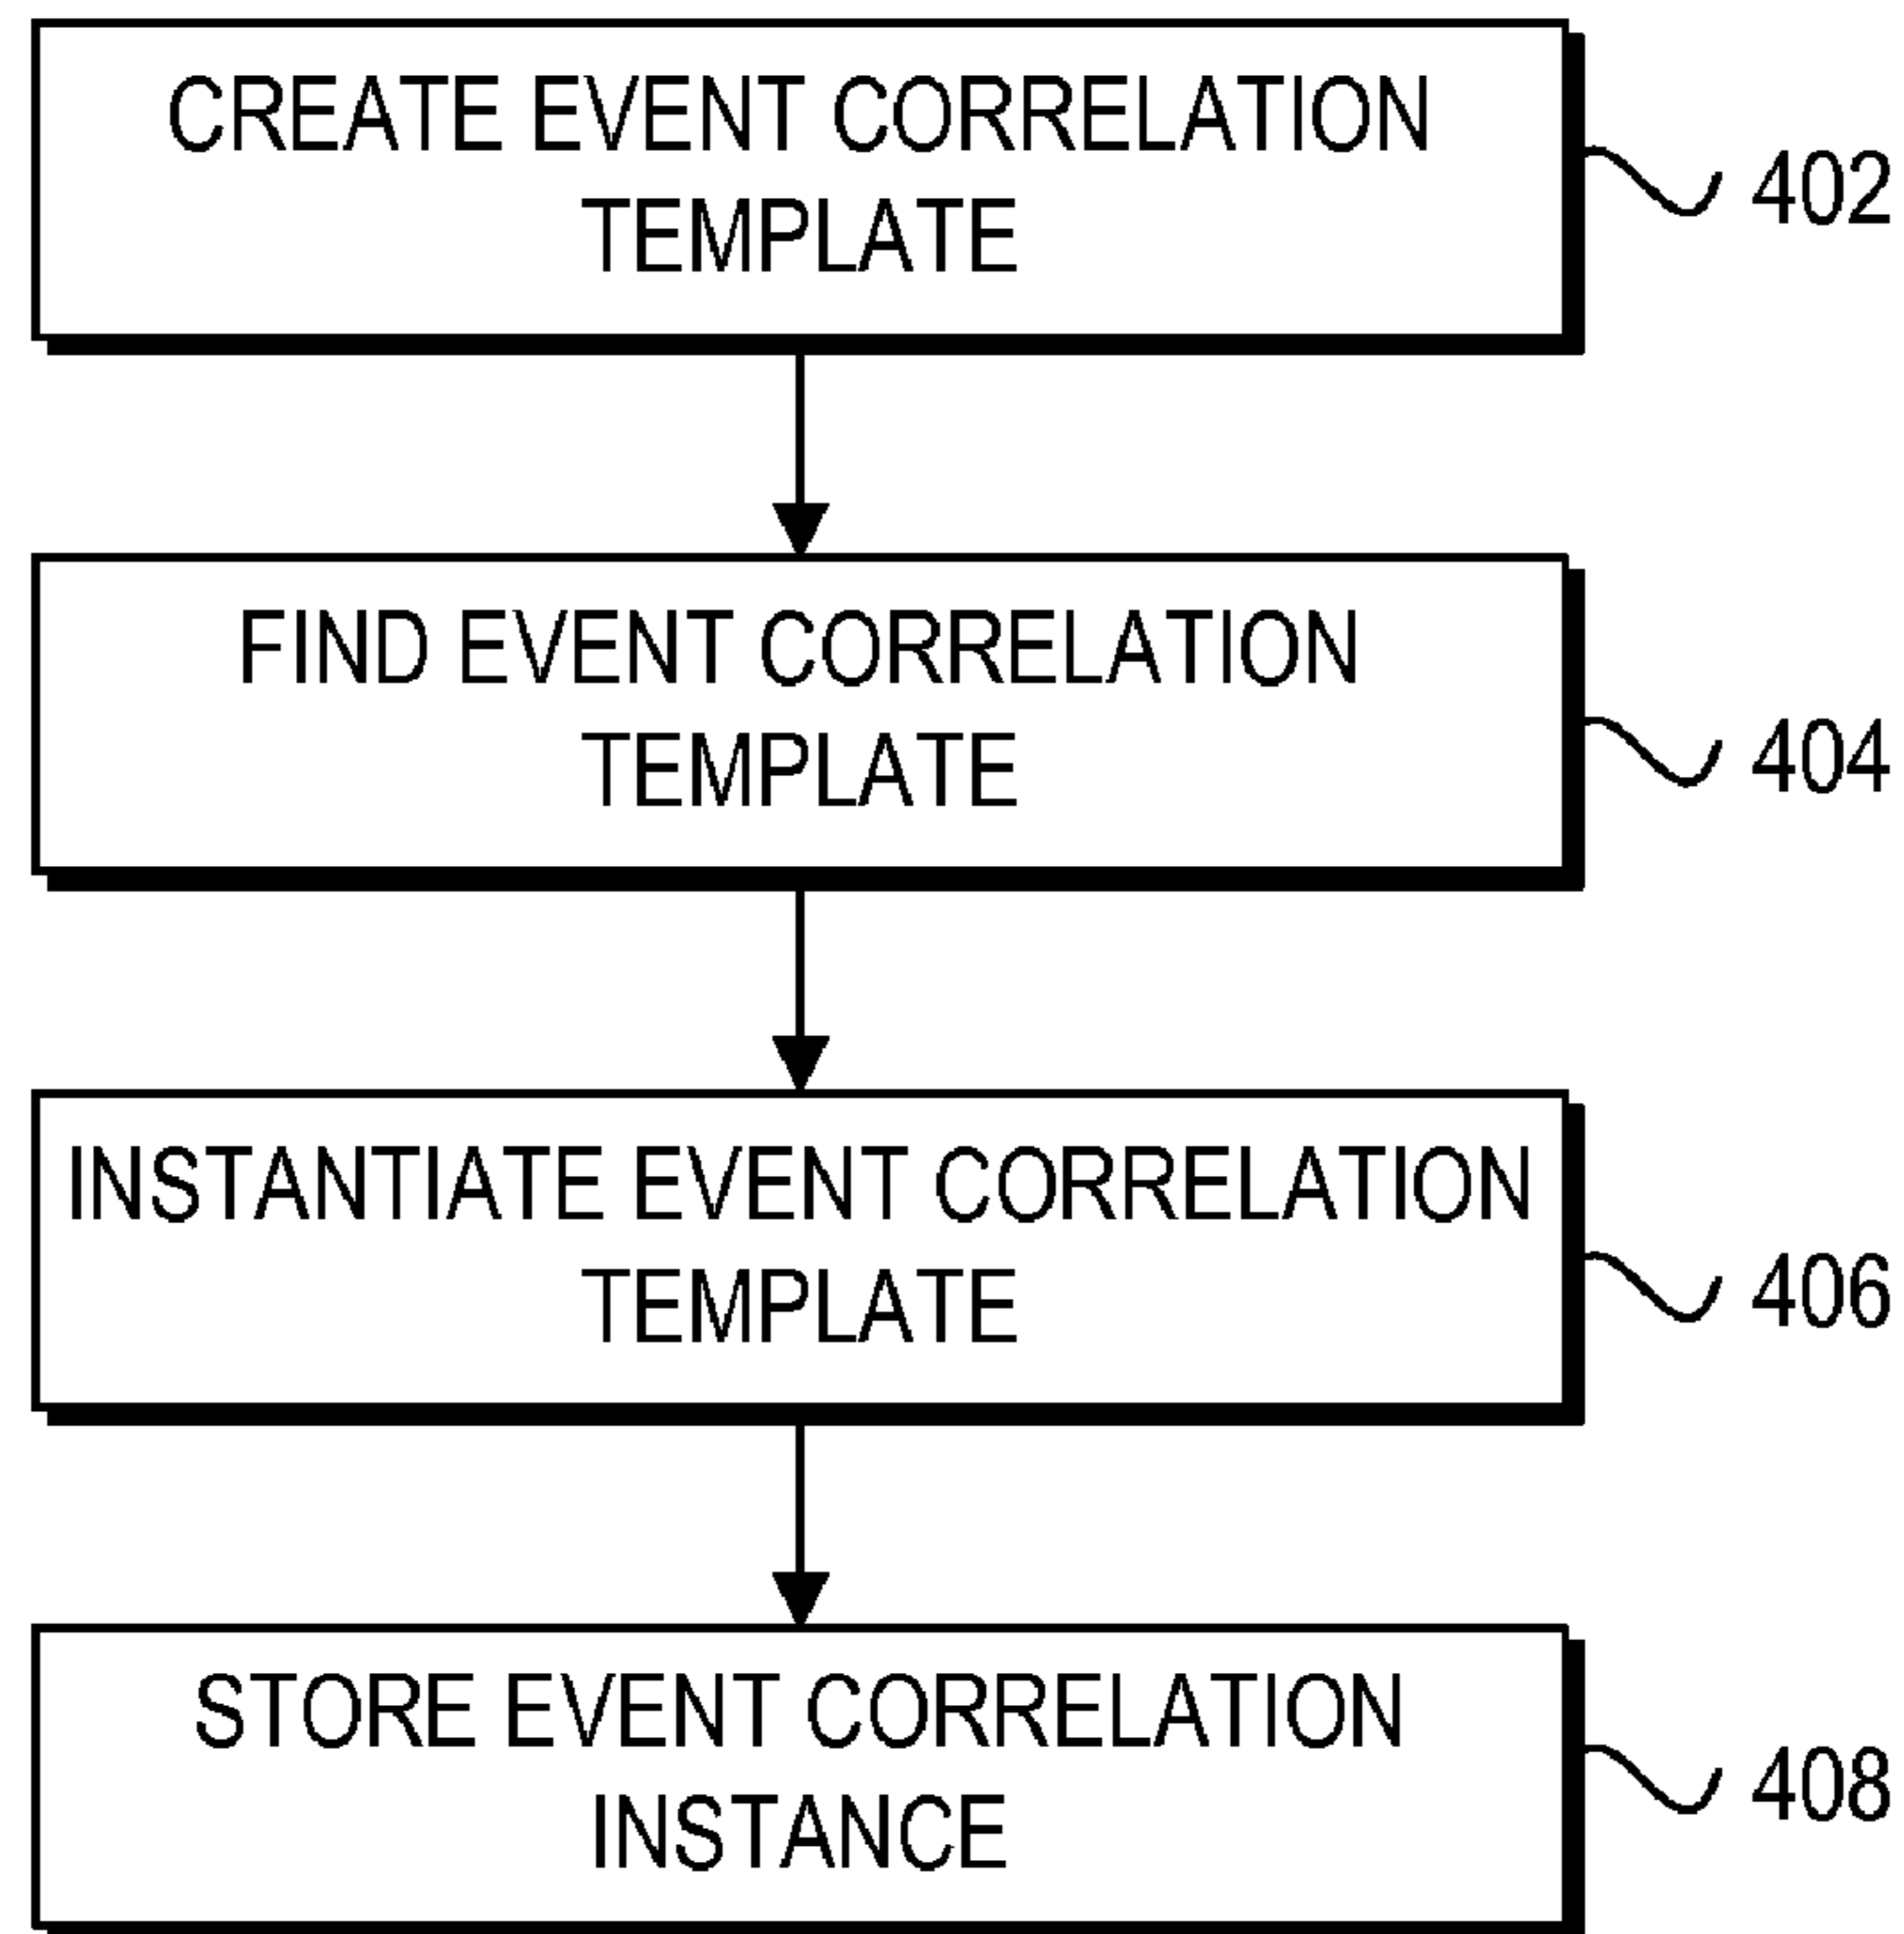 CREATE EVENT CORRELATION
TEMPLATE
402
FIND EVENT CORRELATION
TEMPLATE
404
INSTANTIATE EVENT CORRELATION
TEMPLATE
406
STORE EVENT CORRELATION
INSTANCE
408